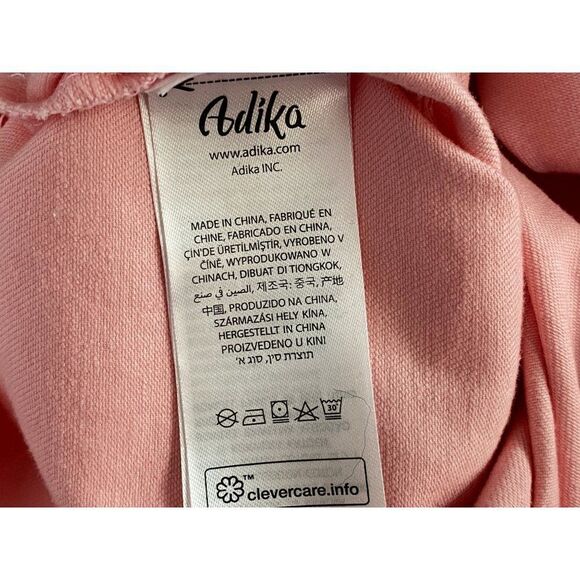 Adika
www.adika.com
Adika INC.
MADE IN CHINA, FABRIQUÉ EN
CHINE, FABRICADO EN CHINA,
ÇİN'DE ÜRETİLMİŞTİR, VYROBENO V
ČÍNĚ, WYPRODUKOWANO W
CHINACH, DIBUAT DI TIONGKOK,
الصين في صنع, 제조국: 중국, 产地
中国, PRODUZIDO NA CHINA,
SZÁRMAZÁSI HELY KÍNA,
HERGESTELLT IN CHINA
PROIZVEDENO U KINI
תוצרת סין, סוג א'
30°
TM
clevercare.info